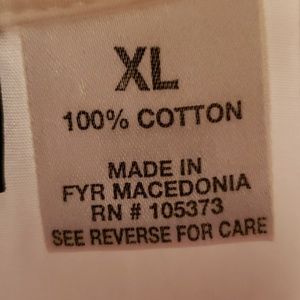 XL
100% COTTON
MADE IN
FYR MACEDONIA
RN # 105373
SEE REVERSE FOR CARE